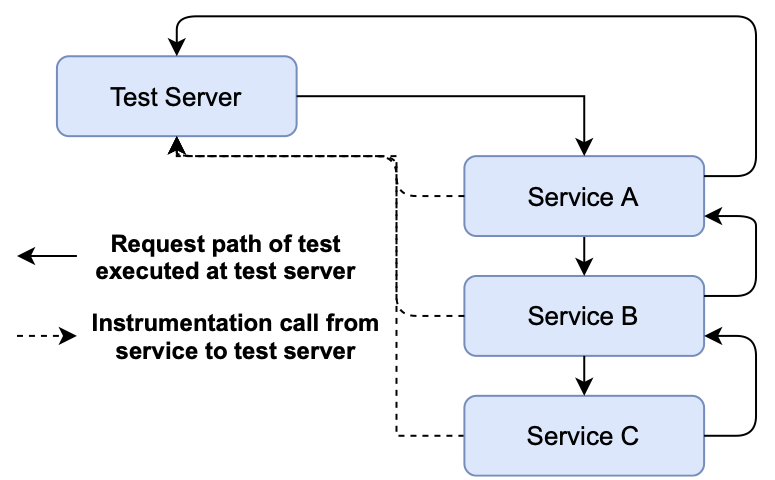 Test Server
Service A
Request path of test
executed at test server
Instrumentation call from
service to test server
Service B
Service C